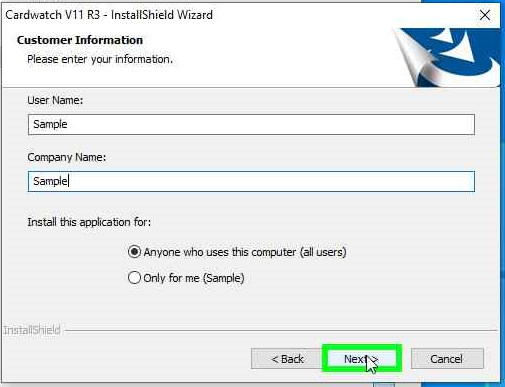 Cardwatch V11 R3 - InstallShield Wizard
Customer Information
Please enter your information.
User Name:
Sample
Company Name:
Sample
Install this application for:
Anyone who uses this computer (all users)
Only for me (Sample)
InstallShield
< Back Next > Cancel